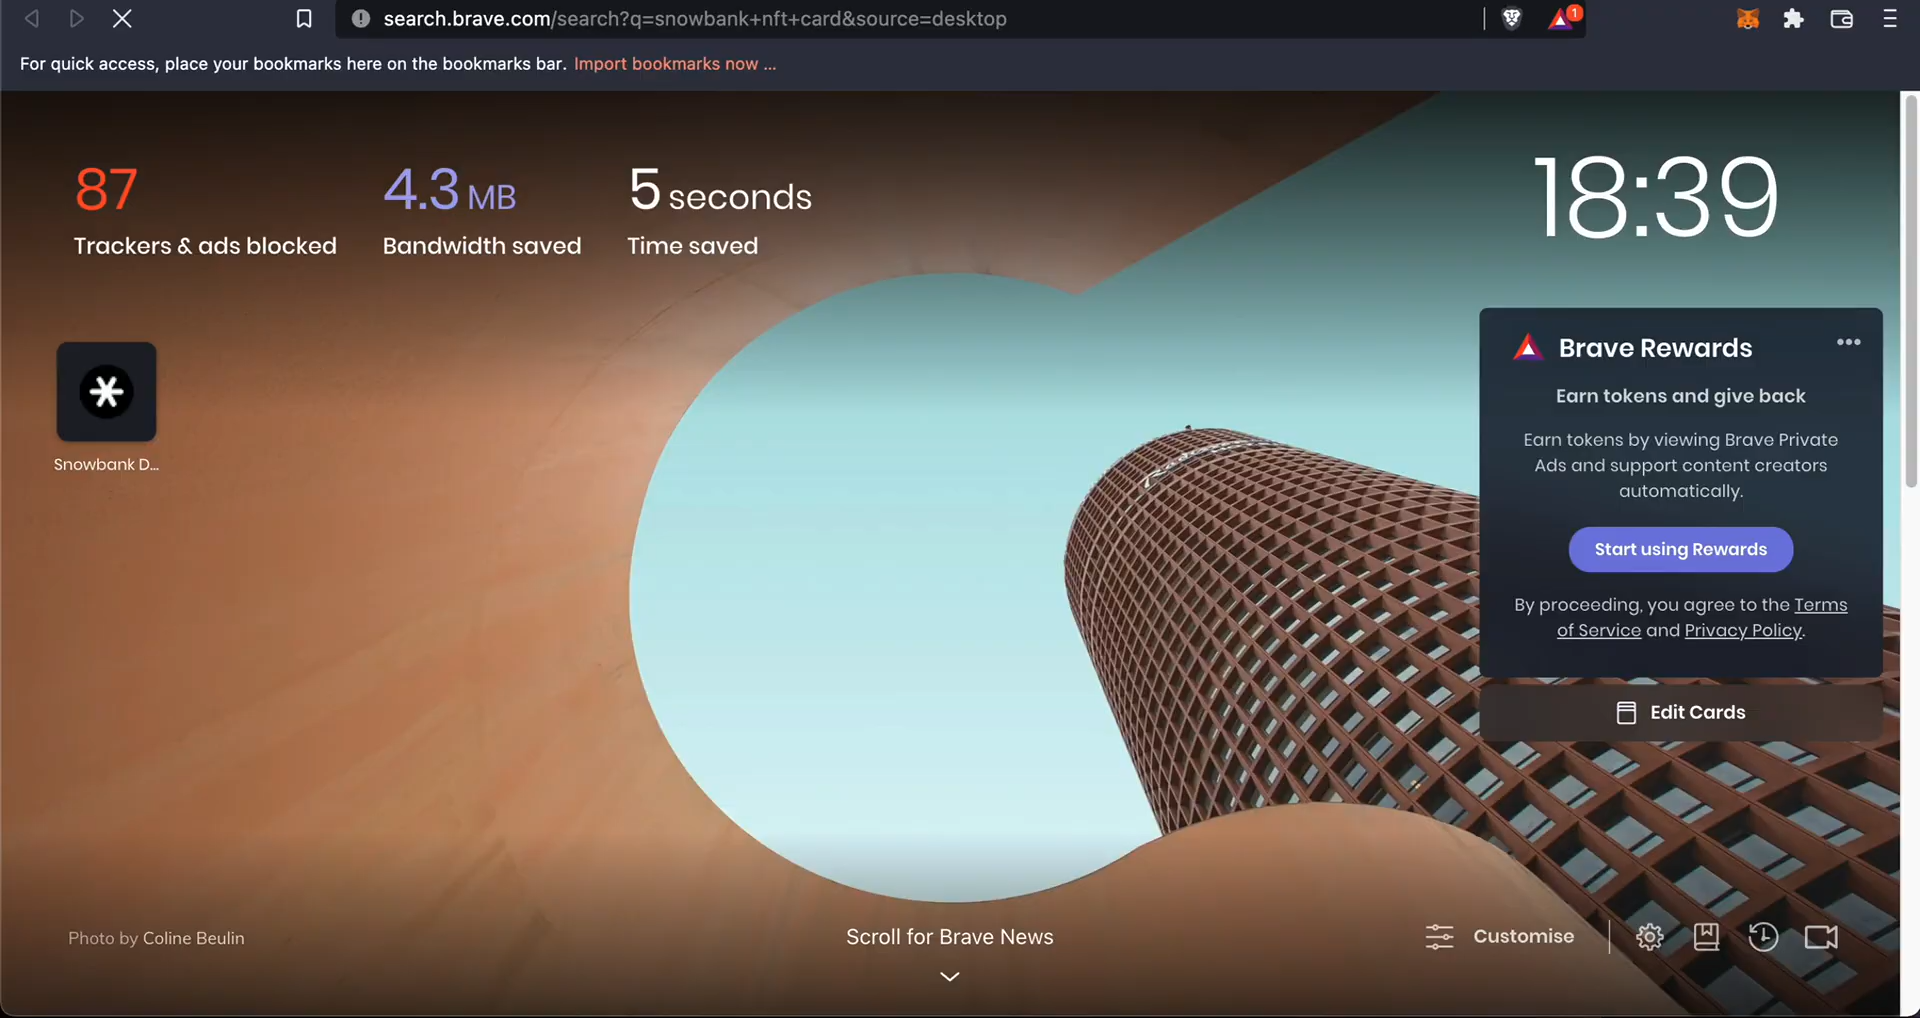 search.brave.com/search?q=snowbank+nft+card&source=desktop
1
For quick access, place your bookmarks here on the bookmarks bar. Import bookmarks now ...
87
Trackers & ads blocked
4.3 MB
Bandwidth saved
5 seconds
Time saved
18:39
Snowbank D...
Brave Rewards
Earn tokens and give back
Earn tokens by viewing Brave Private
Ads and support content creators
automatically.
Start using Rewards
By proceeding, you agree to the Terms
of Service and Privacy Policy.
Edit Cards
Photo by Coline Beulin
Scroll for Brave News
Customise